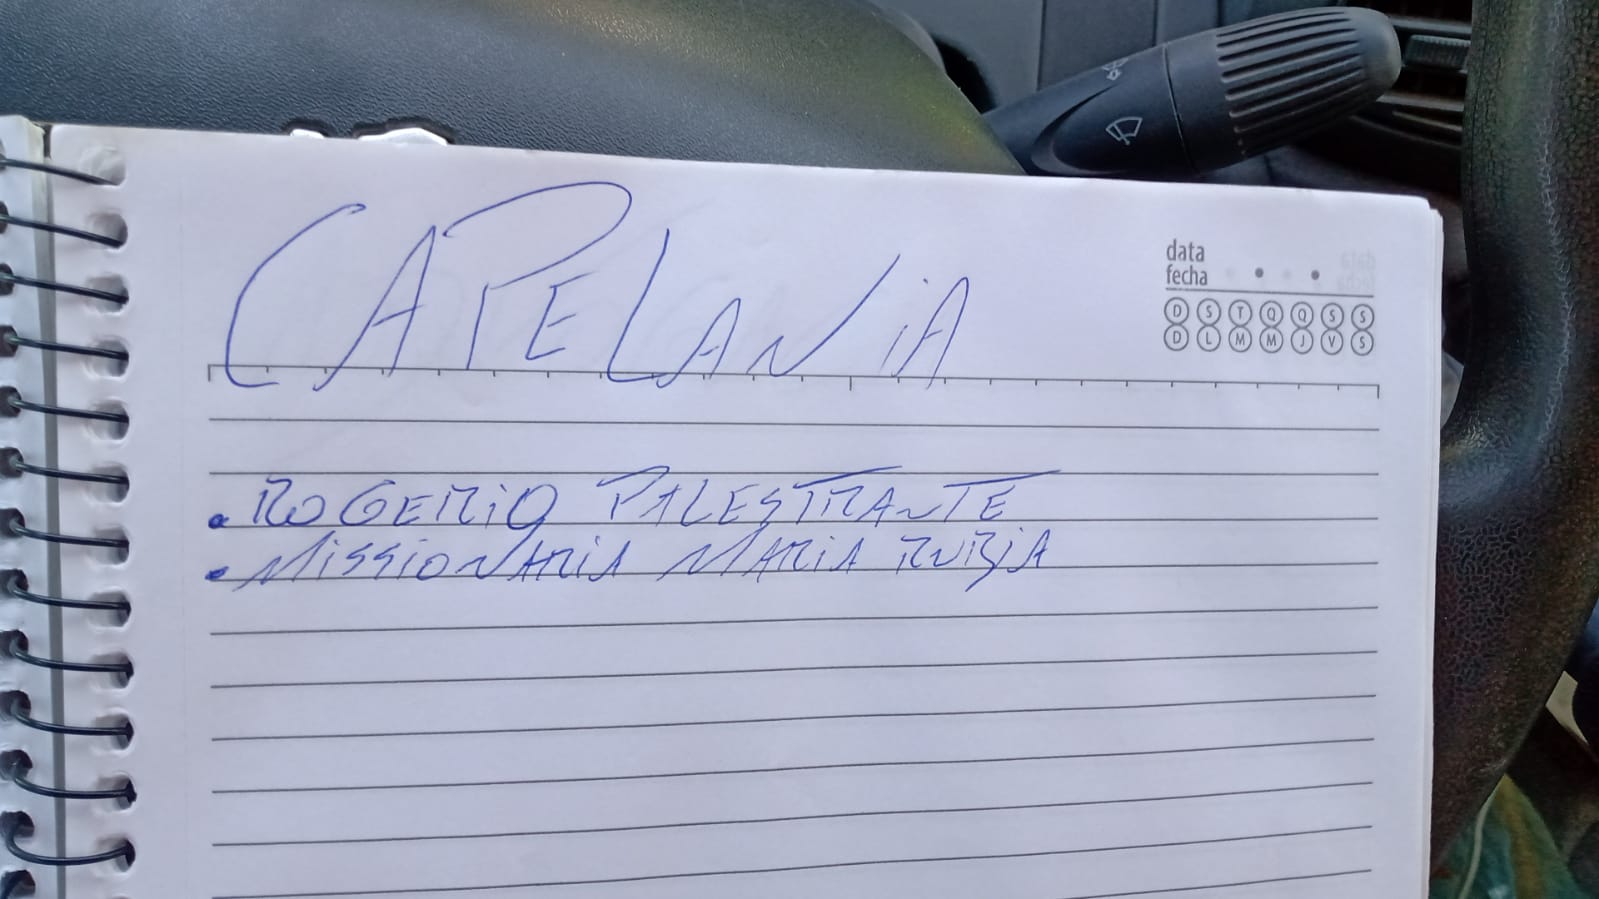 CAPELANiA
data
fecha
D S T Q Q S S
D L M M J V S
• ROGERiO PALESTRANTE
• MiSSiONARiA MARiA RUBiA